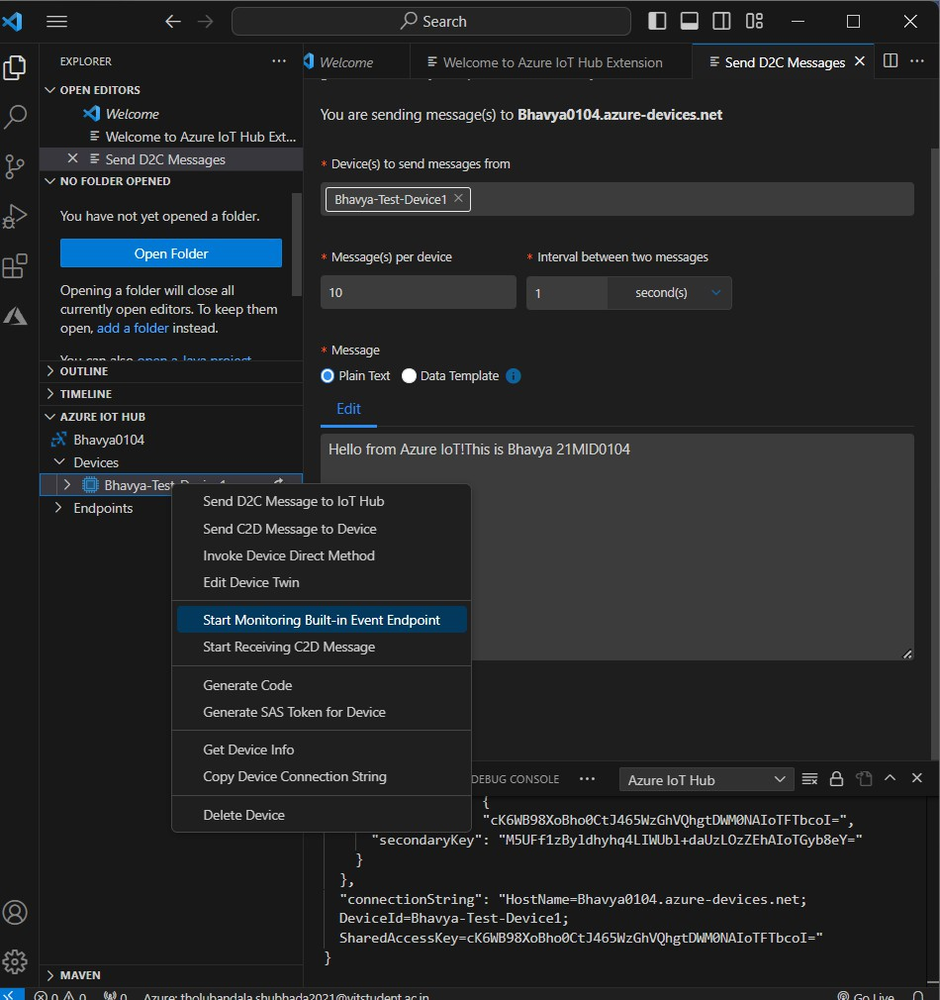 Search
EXPLORER
OPEN EDITORS
Welcome
Welcome to Azure IoT Hub Ext...
Send D2C Messages
NO FOLDER OPENED
You have not yet opened a folder.
Open Folder
Opening a folder will close all
currently open editors. To keep them
open, add a folder instead.
You can also open a Java project
OUTLINE
TIMELINE
AZURE IOT HUB
Bhavya0104
Devices
Bhavya-Test-Device1
Endpoints
MAVEN
Welcome
Welcome to Azure IoT Hub Extension
Send D2C Messages
You are sending message(s) to Bhavya0104.azure-devices.net
* Device(s) to send messages from
Bhavya-Test-Device1
* Message(s) per device
* Interval between two messages
10
1
second(s)
* Message
Plain Text
Data Template
Edit
Hello from Azure IoT!This is Bhavya 21MID0104
Send D2C Message to IoT Hub
Send C2D Message to Device
Invoke Device Direct Method
Edit Device Twin
Start Monitoring Built-in Event Endpoint
Start Receiving C2D Message
Generate Code
Generate SAS Token for Device
Get Device Info
Copy Device Connection String
Delete Device
DEBUG CONSOLE
Azure IoT Hub
{
"cK6WB98XoBho0CtJ465WzGhVQhgtDWM0NAIoTFTbcoI=",
"secondaryKey": "M5UFf1zByldhyhq4LIWUbl+daUzLOzZEhAIoTGyb8eY="
}
},
"connectionString": "HostName=Bhavya0104.azure-devices.net;
DeviceId=Bhavya-Test-Device1;
SharedAccessKey=cK6WB98XoBho0CtJ465WzGhVQhgtDWM0NAIoTFTbcoI="
}
0 0 0 Azure: tholubandala.shubhada2021@vitstudent.ac.in
Go Live